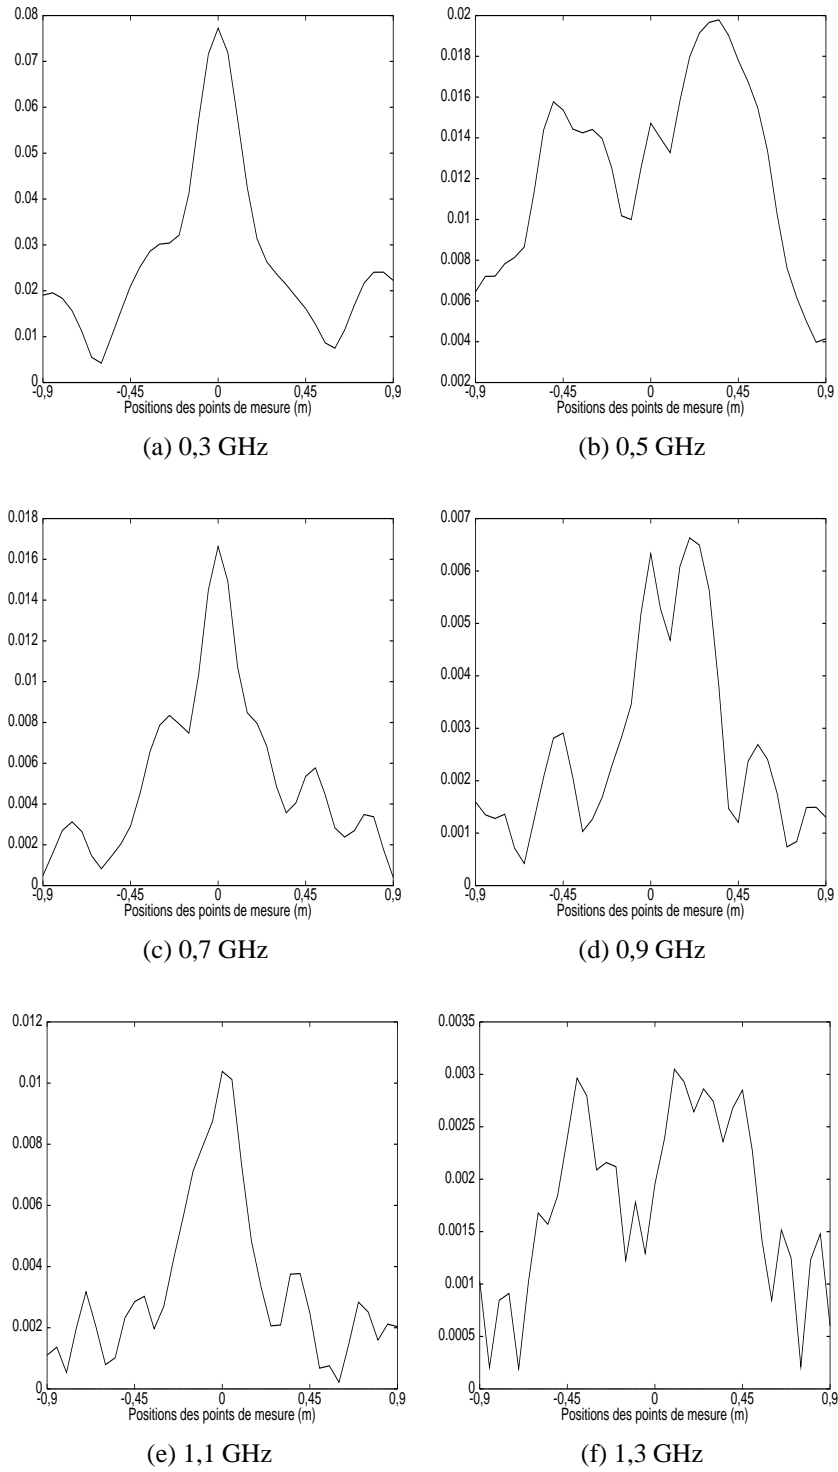 0.08
0.07
0.06
0.05
0.04
0.03
0.02
0.01
0
-0,9 -0,45 0 0,45 0,9
Positions des points de mesure (m)
(a) 0,3 GHz
0.02
0.018
0.016
0.014
0.012
0.01
0.008
0.006
0.004
0.002
-0,9 -0,45 0 0,45 0,9
Positions des points de mesure (m)
(b) 0,5 GHz
0.018
0.016
0.014
0.012
0.01
0.008
0.006
0.004
0.002
0
-0,9 -0,45 0 0,45 0,9
Positions des points de mesure (m)
(c) 0,7 GHz
0.007
0.006
0.005
0.004
0.003
0.002
0.001
0
-0,9 -0,45 0 0,45 0,9
Positions des points de mesure (m)
(d) 0,9 GHz
0.012
0.01
0.008
0.006
0.004
0.002
0
-0,9 -0,45 0 0,45 0,9
Positions des points de mesure (m)
(e) 1,1 GHz
0.0035
0.003
0.0025
0.002
0.0015
0.001
0.0005
0
-0,9 -0,45 0 0,45 0,9
Positions des points de mesure (m)
(f) 1,3 GHz